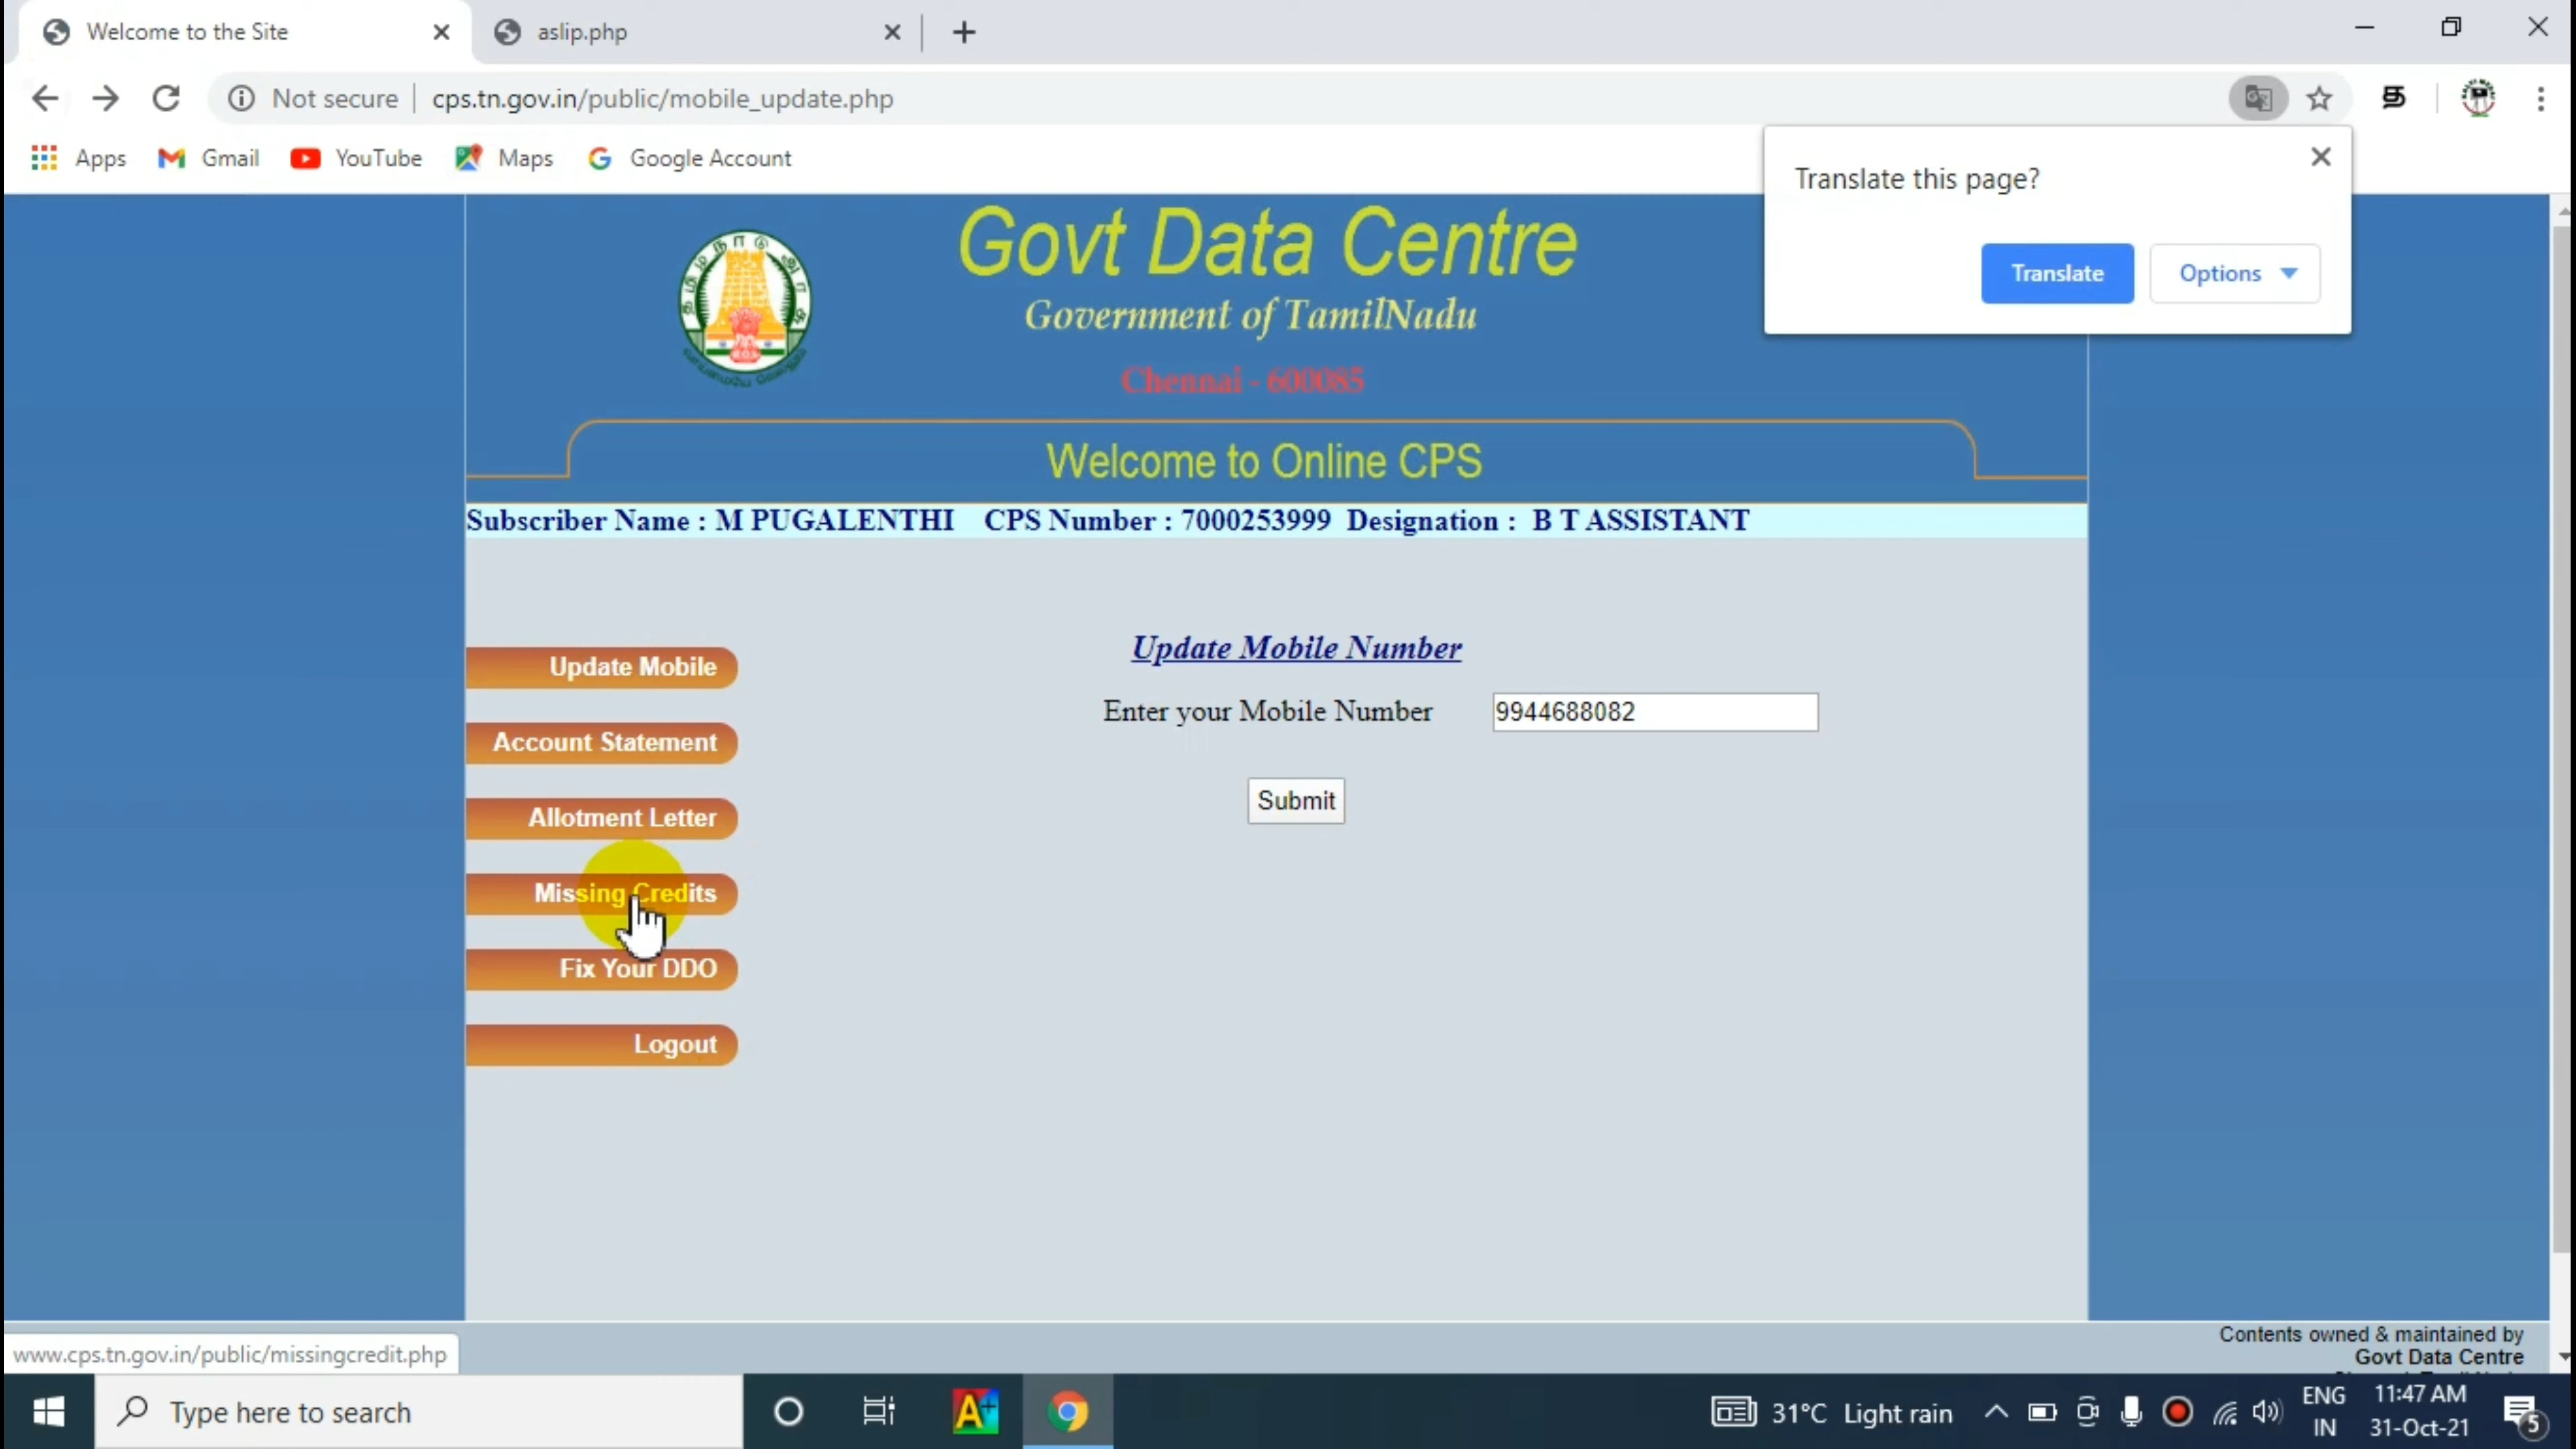 Welcome to the Site
aslip.php
Not secure
cps.tn.gov.in/public/mobile_update.php
த
Apps
Gmail
YouTube
Maps
Google Account
Translate this page?
Translate
Options
Govt Data Centre
Government of TamilNadu
Chennai - 600085
Welcome to Online CPS
Subscriber Name : M PUGALENTHI CPS Number : 7000253999 Designation : B T ASSISTANT
Update Mobile
Account Statement
Allotment Letter
Missing Credits
Fix Your DDO
Logout
Update Mobile Number
Enter your Mobile Number
9944688082
Submit
www.cps.tn.gov.in/public/missingcredit.php
Contents owned & maintained by
Govt Data Centre
Type here to search
A+
31°C Light rain
ENG
IN
11:47 AM
31-Oct-21
5